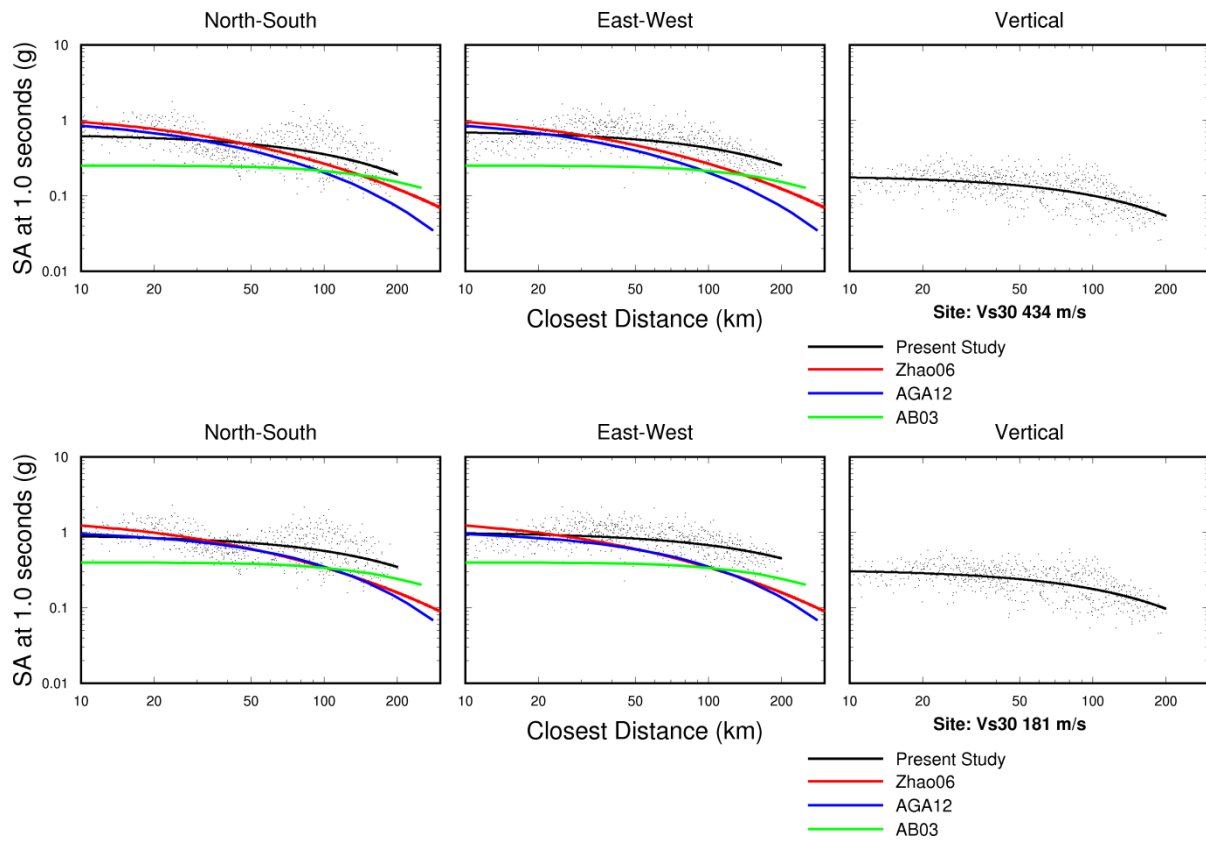 North-South East-West Vertical
SA at 1.0 seconds (g)
10
1
0.1
0.01
10 20 50 100 200 10 20 50 100 200 10 20 50 100 200
Closest Distance (km) Site: Vs30 434 m/s
Present Study
Zhao06
AGA12
AB03
North-South East-West Vertical
SA at 1.0 seconds (g)
10
1
0.1
0.01
10 20 50 100 200 10 20 50 100 200 10 20 50 100 200
Closest Distance (km) Site: Vs30 181 m/s
Present Study
Zhao06
AGA12
AB03